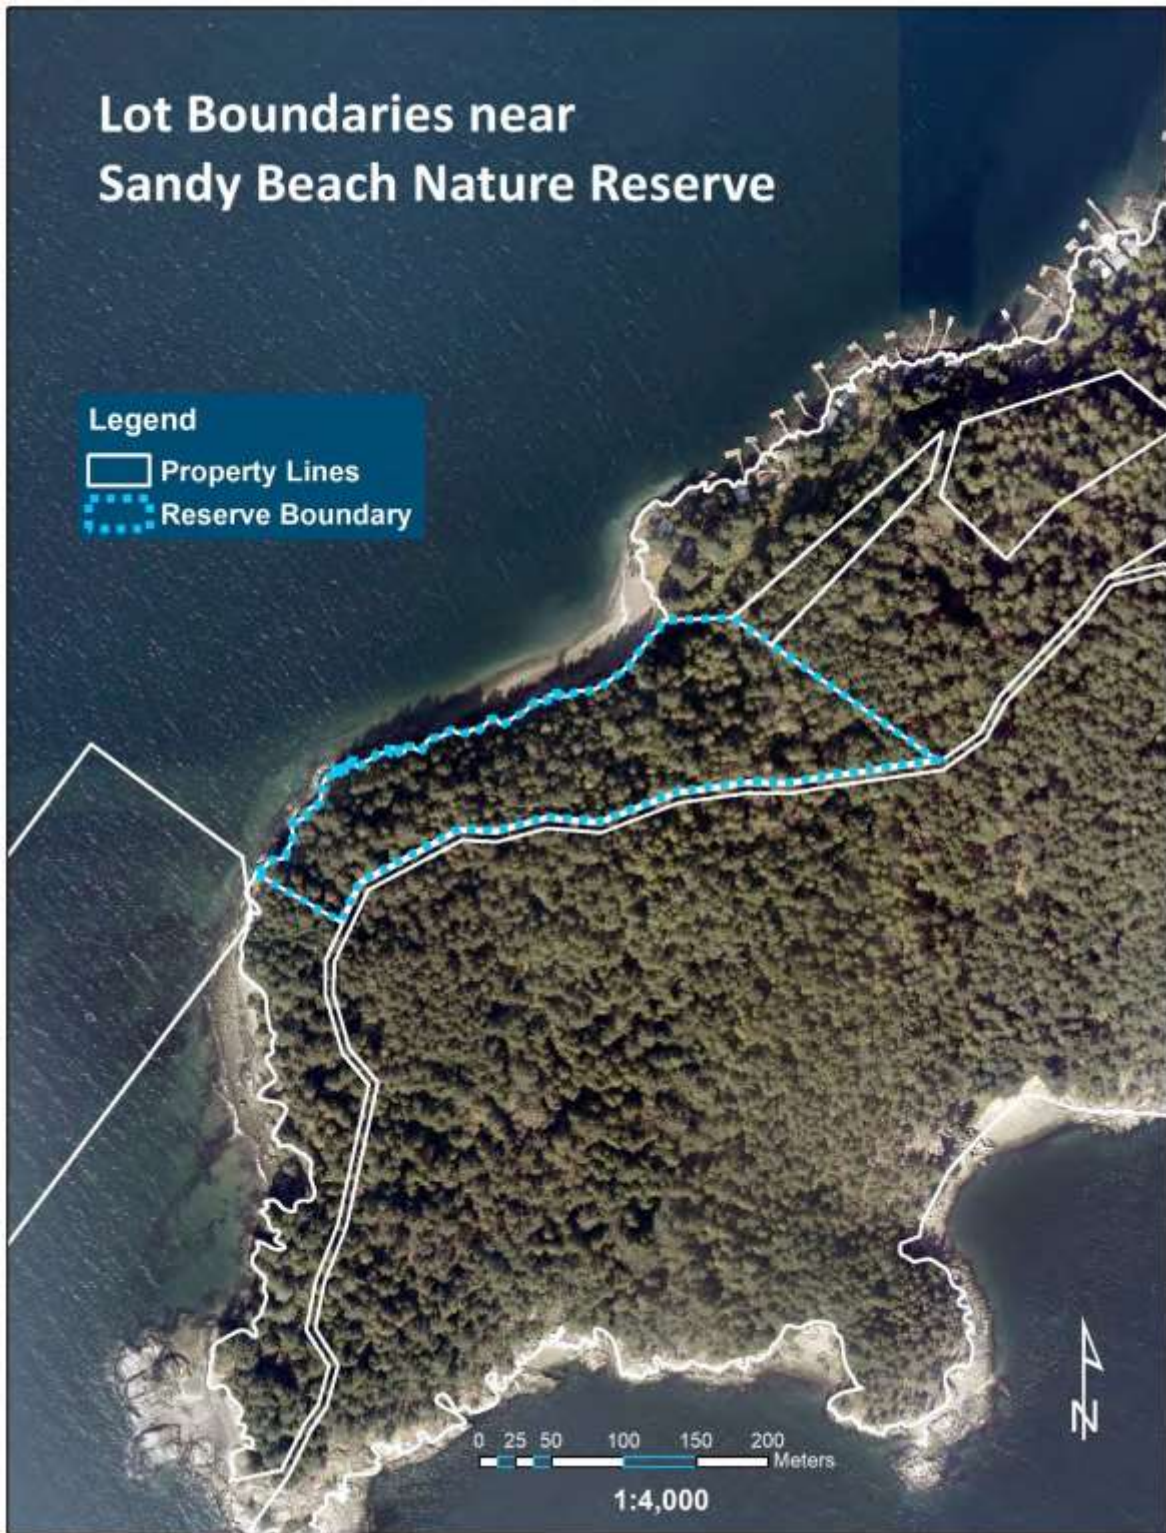 Lot Boundaries near
Sandy Beach Nature Reserve
Legend
Property Lines
Reserve Boundary
0 25 50 100 150 200
Meters
1:4,000
N